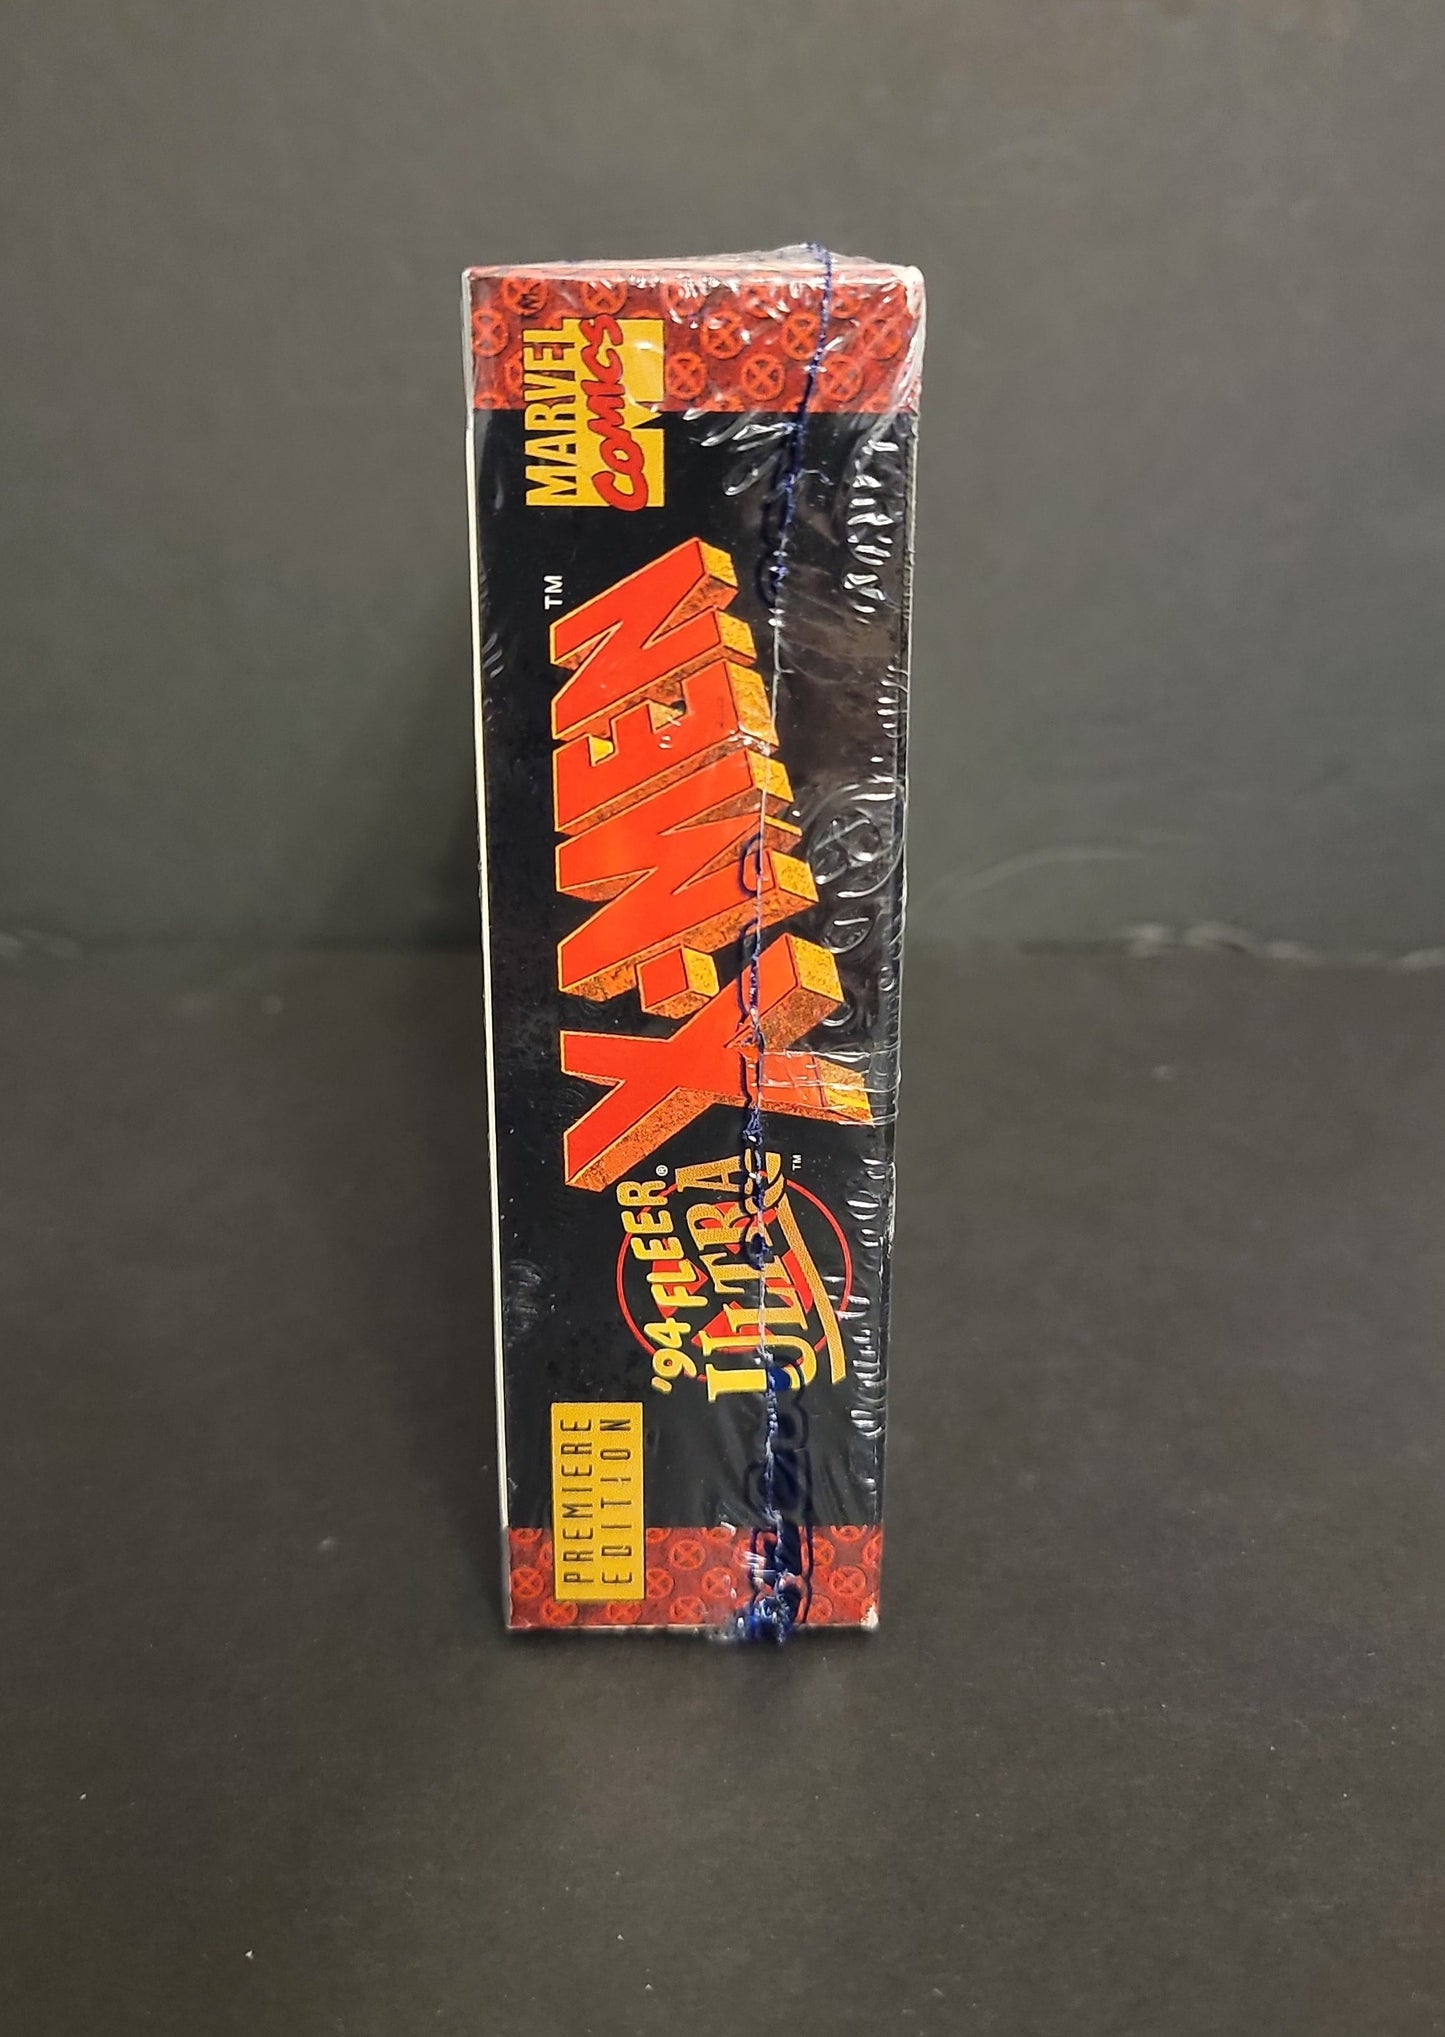 PREMIERE
EDITION
'94 FLEER®
ULTRA™
X·MEN™
MARVEL
COMICS